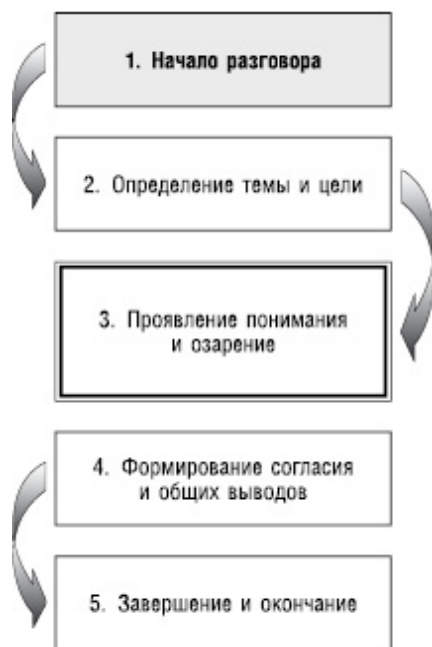 1. Начало разговора
2. Определение темы и цели
3. Проявление понимания
и озарение
4. Формирование согласия
и общих выводов
5. Завершение и окончание